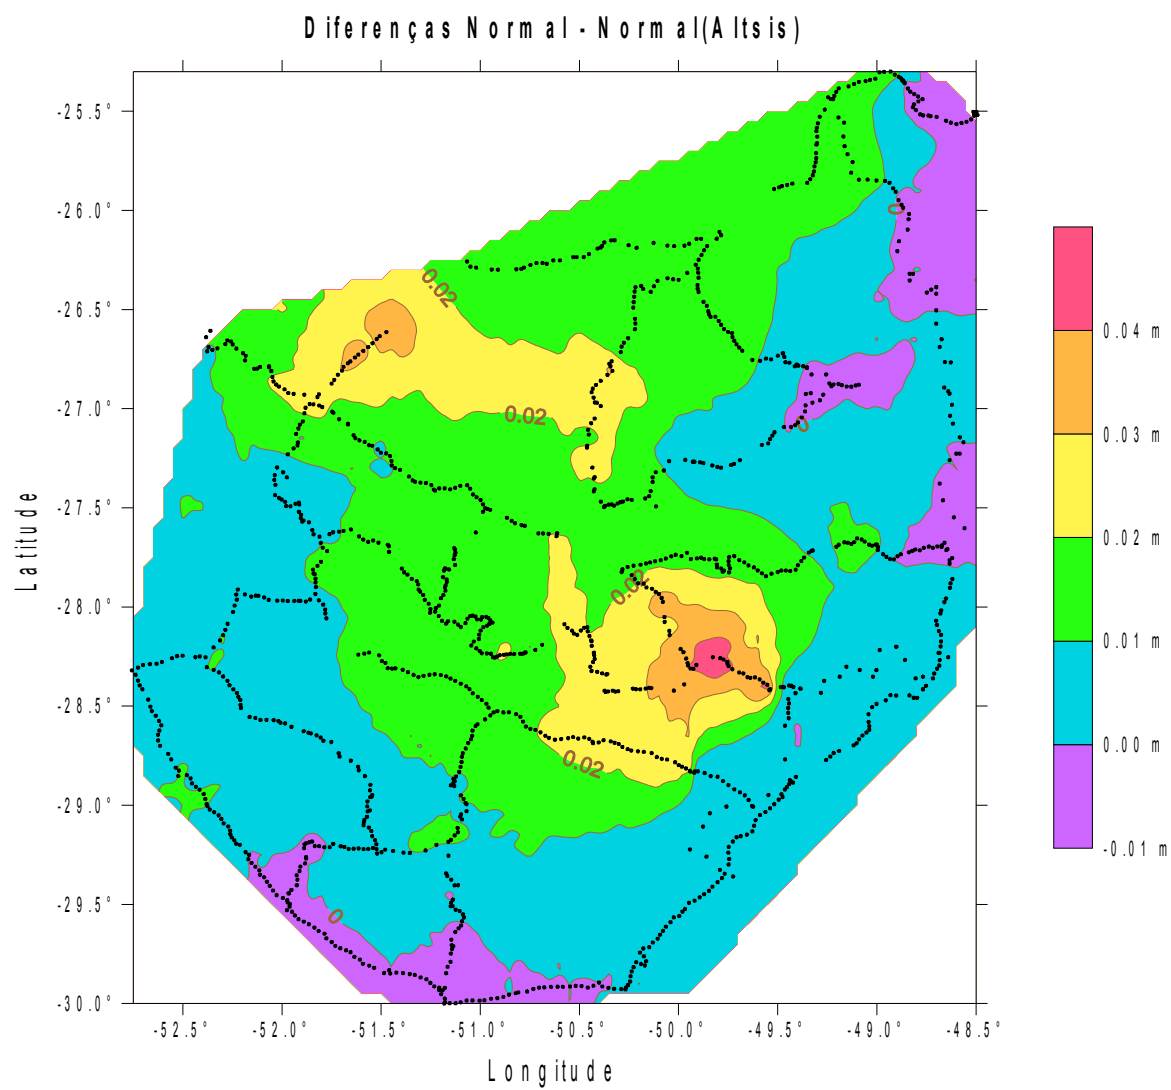 Diferenças Normal - Normal(Altsis)
-25.5°
-26.0°
-26.5°
-27.0°
-27.5°
-28.0°
-28.5°
-29.0°
-29.5°
-30.0°
Latitude
0
0.02
0.02
0
0.02
0.02
0
0.04 m
0.03 m
0.02 m
0.01 m
0.00 m
-0.01 m
-52.5° -52.0° -51.5° -51.0° -50.5° -50.0° -49.5° -49.0° -48.5°
Longitude